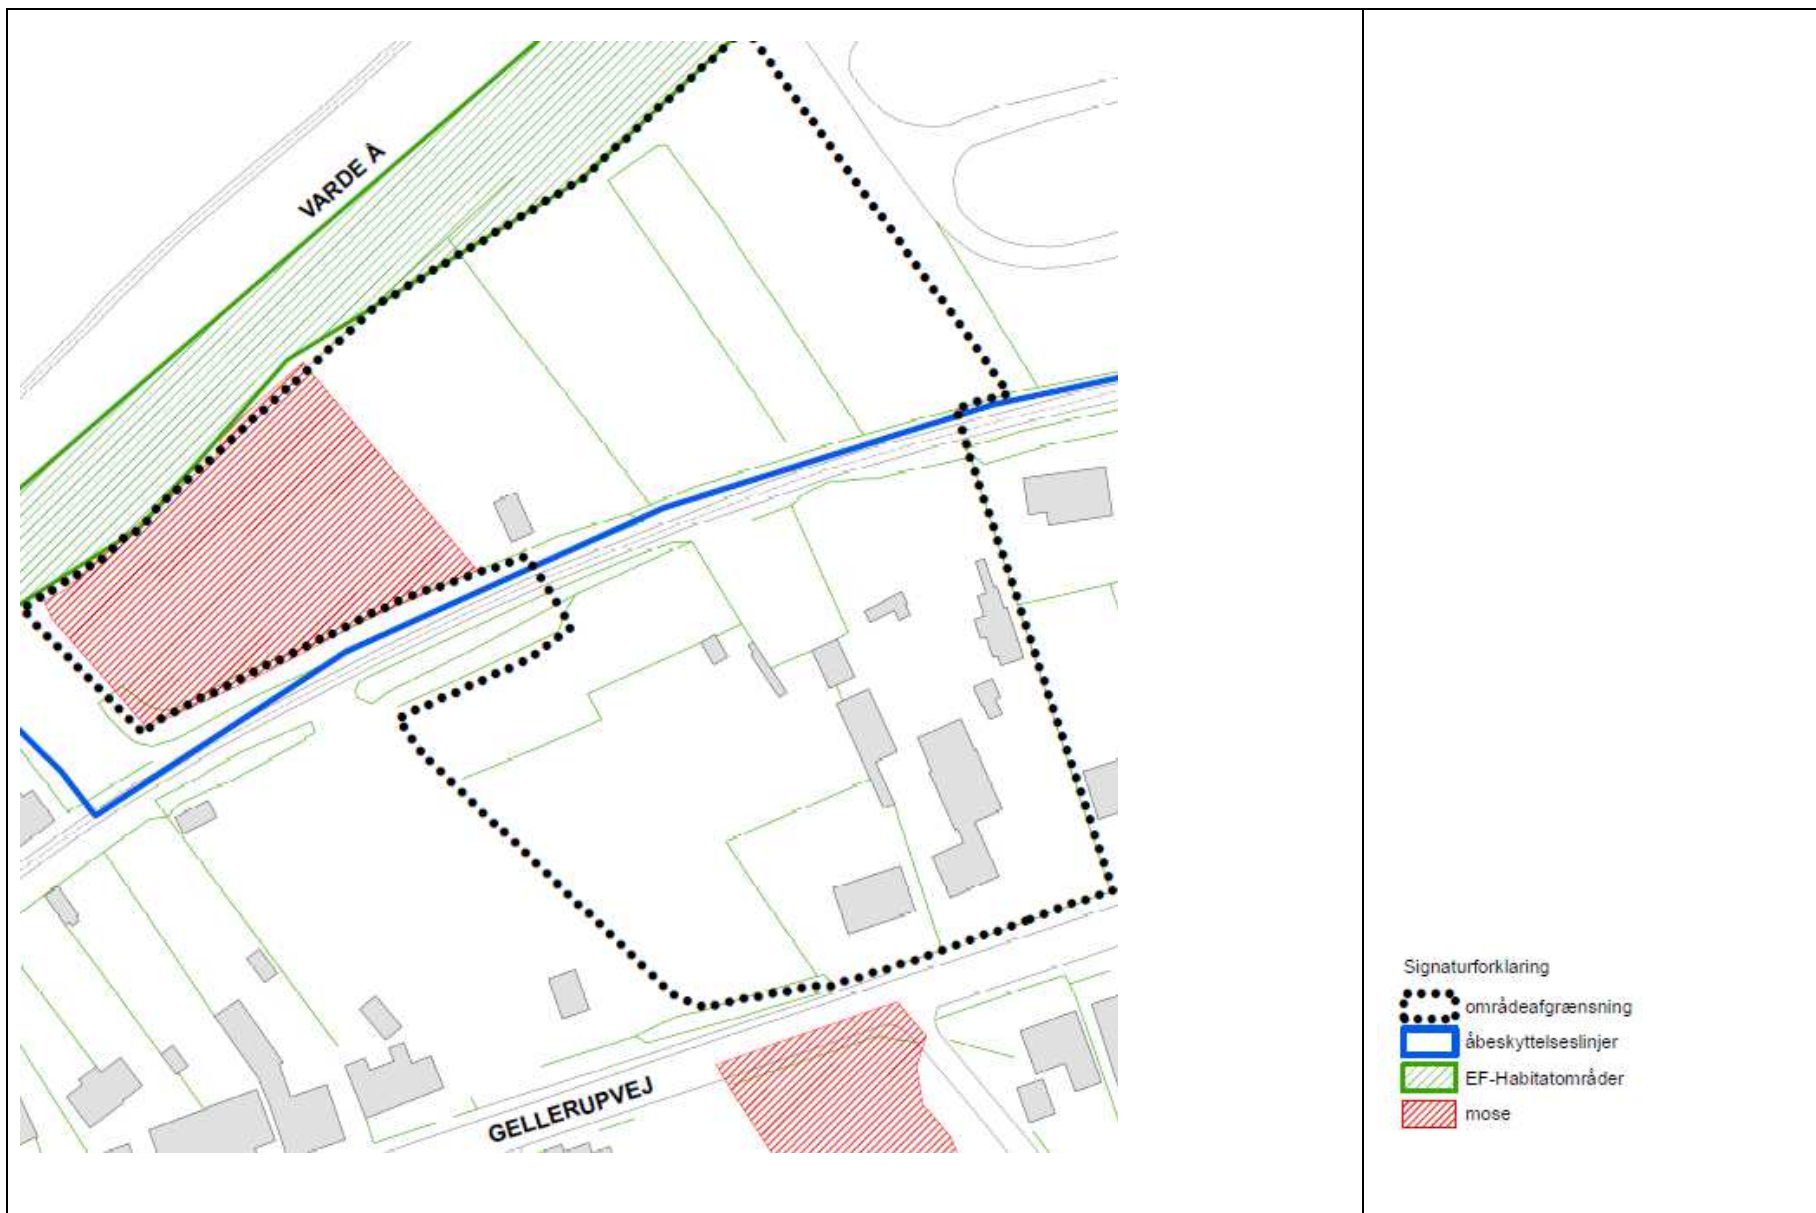 VARDE Å
GELLERUPVEJ
Signaturforklaring
områdeafgrænsning
åbeskyttelseslinjer
EF-Habitatområder
mose